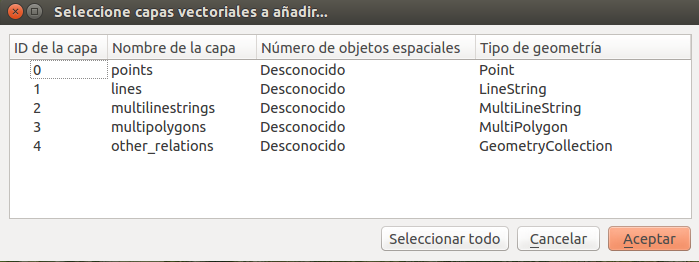 Seleccione capas vectoriales a añadir...
ID de la capa Nombre de la capa Número de objetos espaciales Tipo de geometría
0 points Desconocido Point
1 lines Desconocido LineString
2 multilinestrings Desconocido MultiLineString
3 multipolygons Desconocido MultiPolygon
4 other_relations Desconocido GeometryCollection
Seleccionar todo Cancelar Aceptar